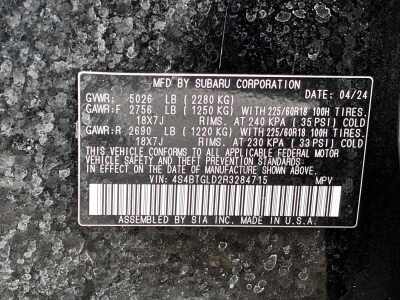 MFD BY SUBARU CORPORATION 04/24
GVWR: 5026 LB (2280 KG)
GAWR:F 2756 LB (1250 KG) WITH 225/60R18 100H TIRES.
18X7J RIMS. AT 240 KPA (35 PSI) COLD
GAWR:R 2690 LB (1220 KG) WITH 225/60R18 100H TIRES.
18X7J RIMS. AT 230 KPA (33 PSI) COLD
THIS VEHICLE CONFORMS TO ALL APPLICABLE FEDERAL MOTOR
VEHICLE SAFETY, BUMPER, AND THEFT PREVENTION STANDARDS
IN EFFECT ON THE DATE OF MANUFACTURE SHOWN ABOVE.
VIN: 4S4BTGLD2R3284715 MPV
ASSEMBLED BY SIA INC. MADE IN U.S.A